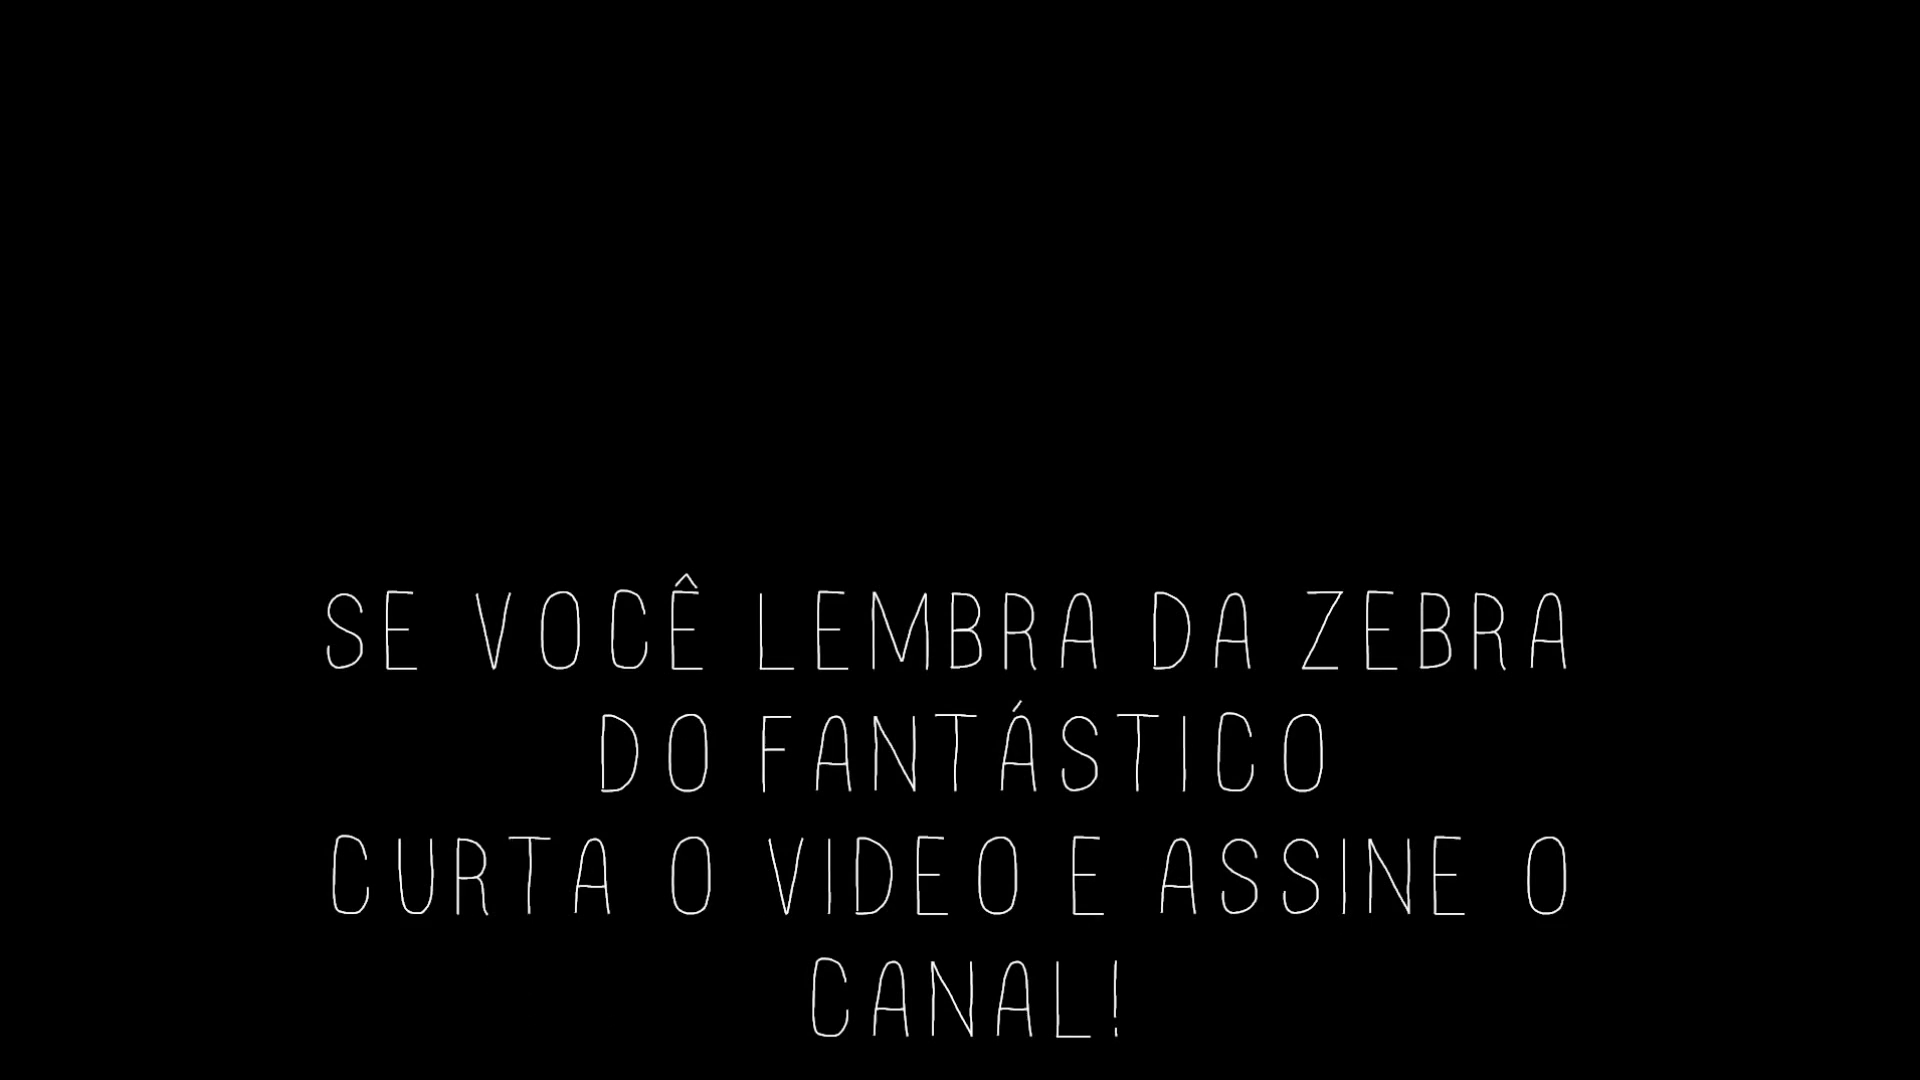 SE VOCÊ LEMBRA DA ZEBRA
DO FANTÁSTICO
CURTA O VIDEO E ASSINE O
CANAL!